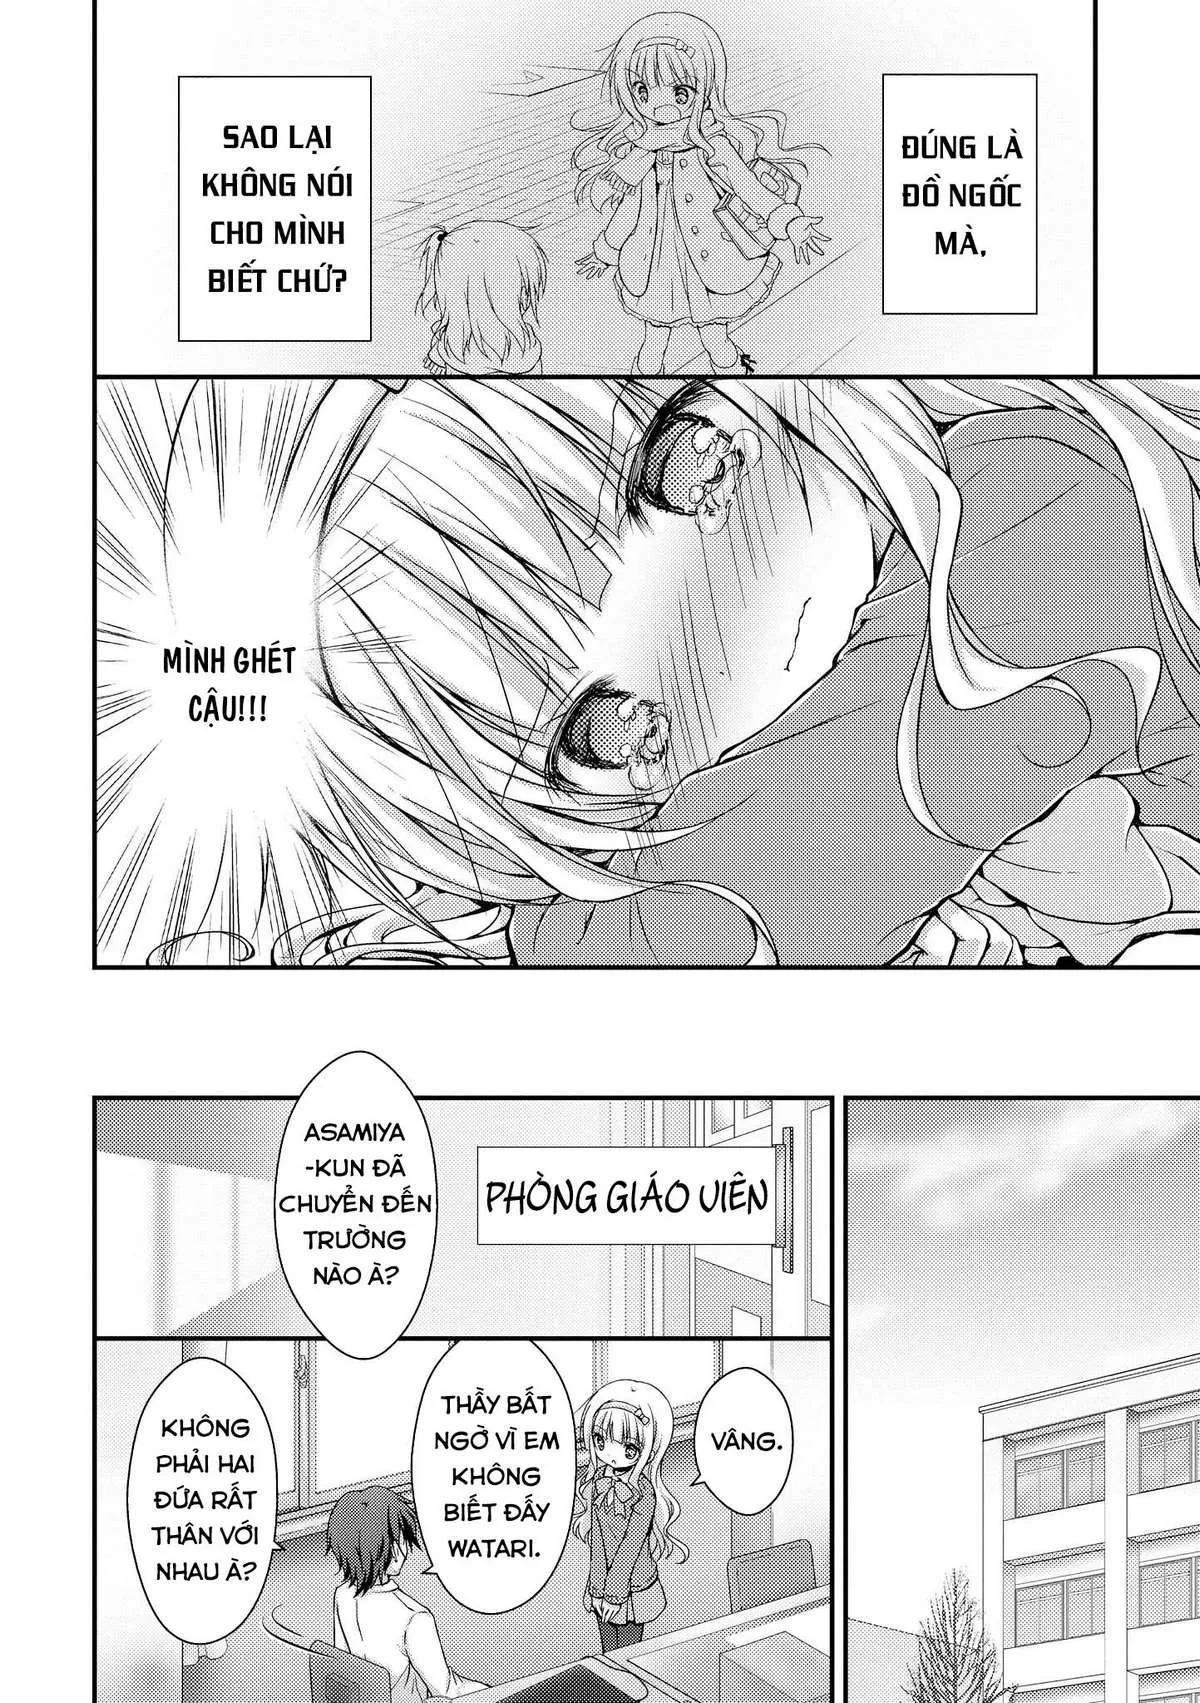 ĐÚNG LÀ
ĐỒ NGỐC
MÀ,
SAO LẠI
KHÔNG NÓI
CHO MÌNH
BIẾT CHỨ?
MÌNH GHÉT
CẬU!!!
PHÒNG GIÁO VIÊN
ASAMIYA
-KUN ĐÃ
CHUYỂN ĐẾN
TRƯỜNG
NÀO À?
VÂNG.
THẦY BẤT
NGỜ VÌ EM
KHÔNG
BIẾT ĐẤY
WATARI.
KHÔNG
PHẢI HAI
ĐỨA RẤT
THÂN VỚI
NHAU À?